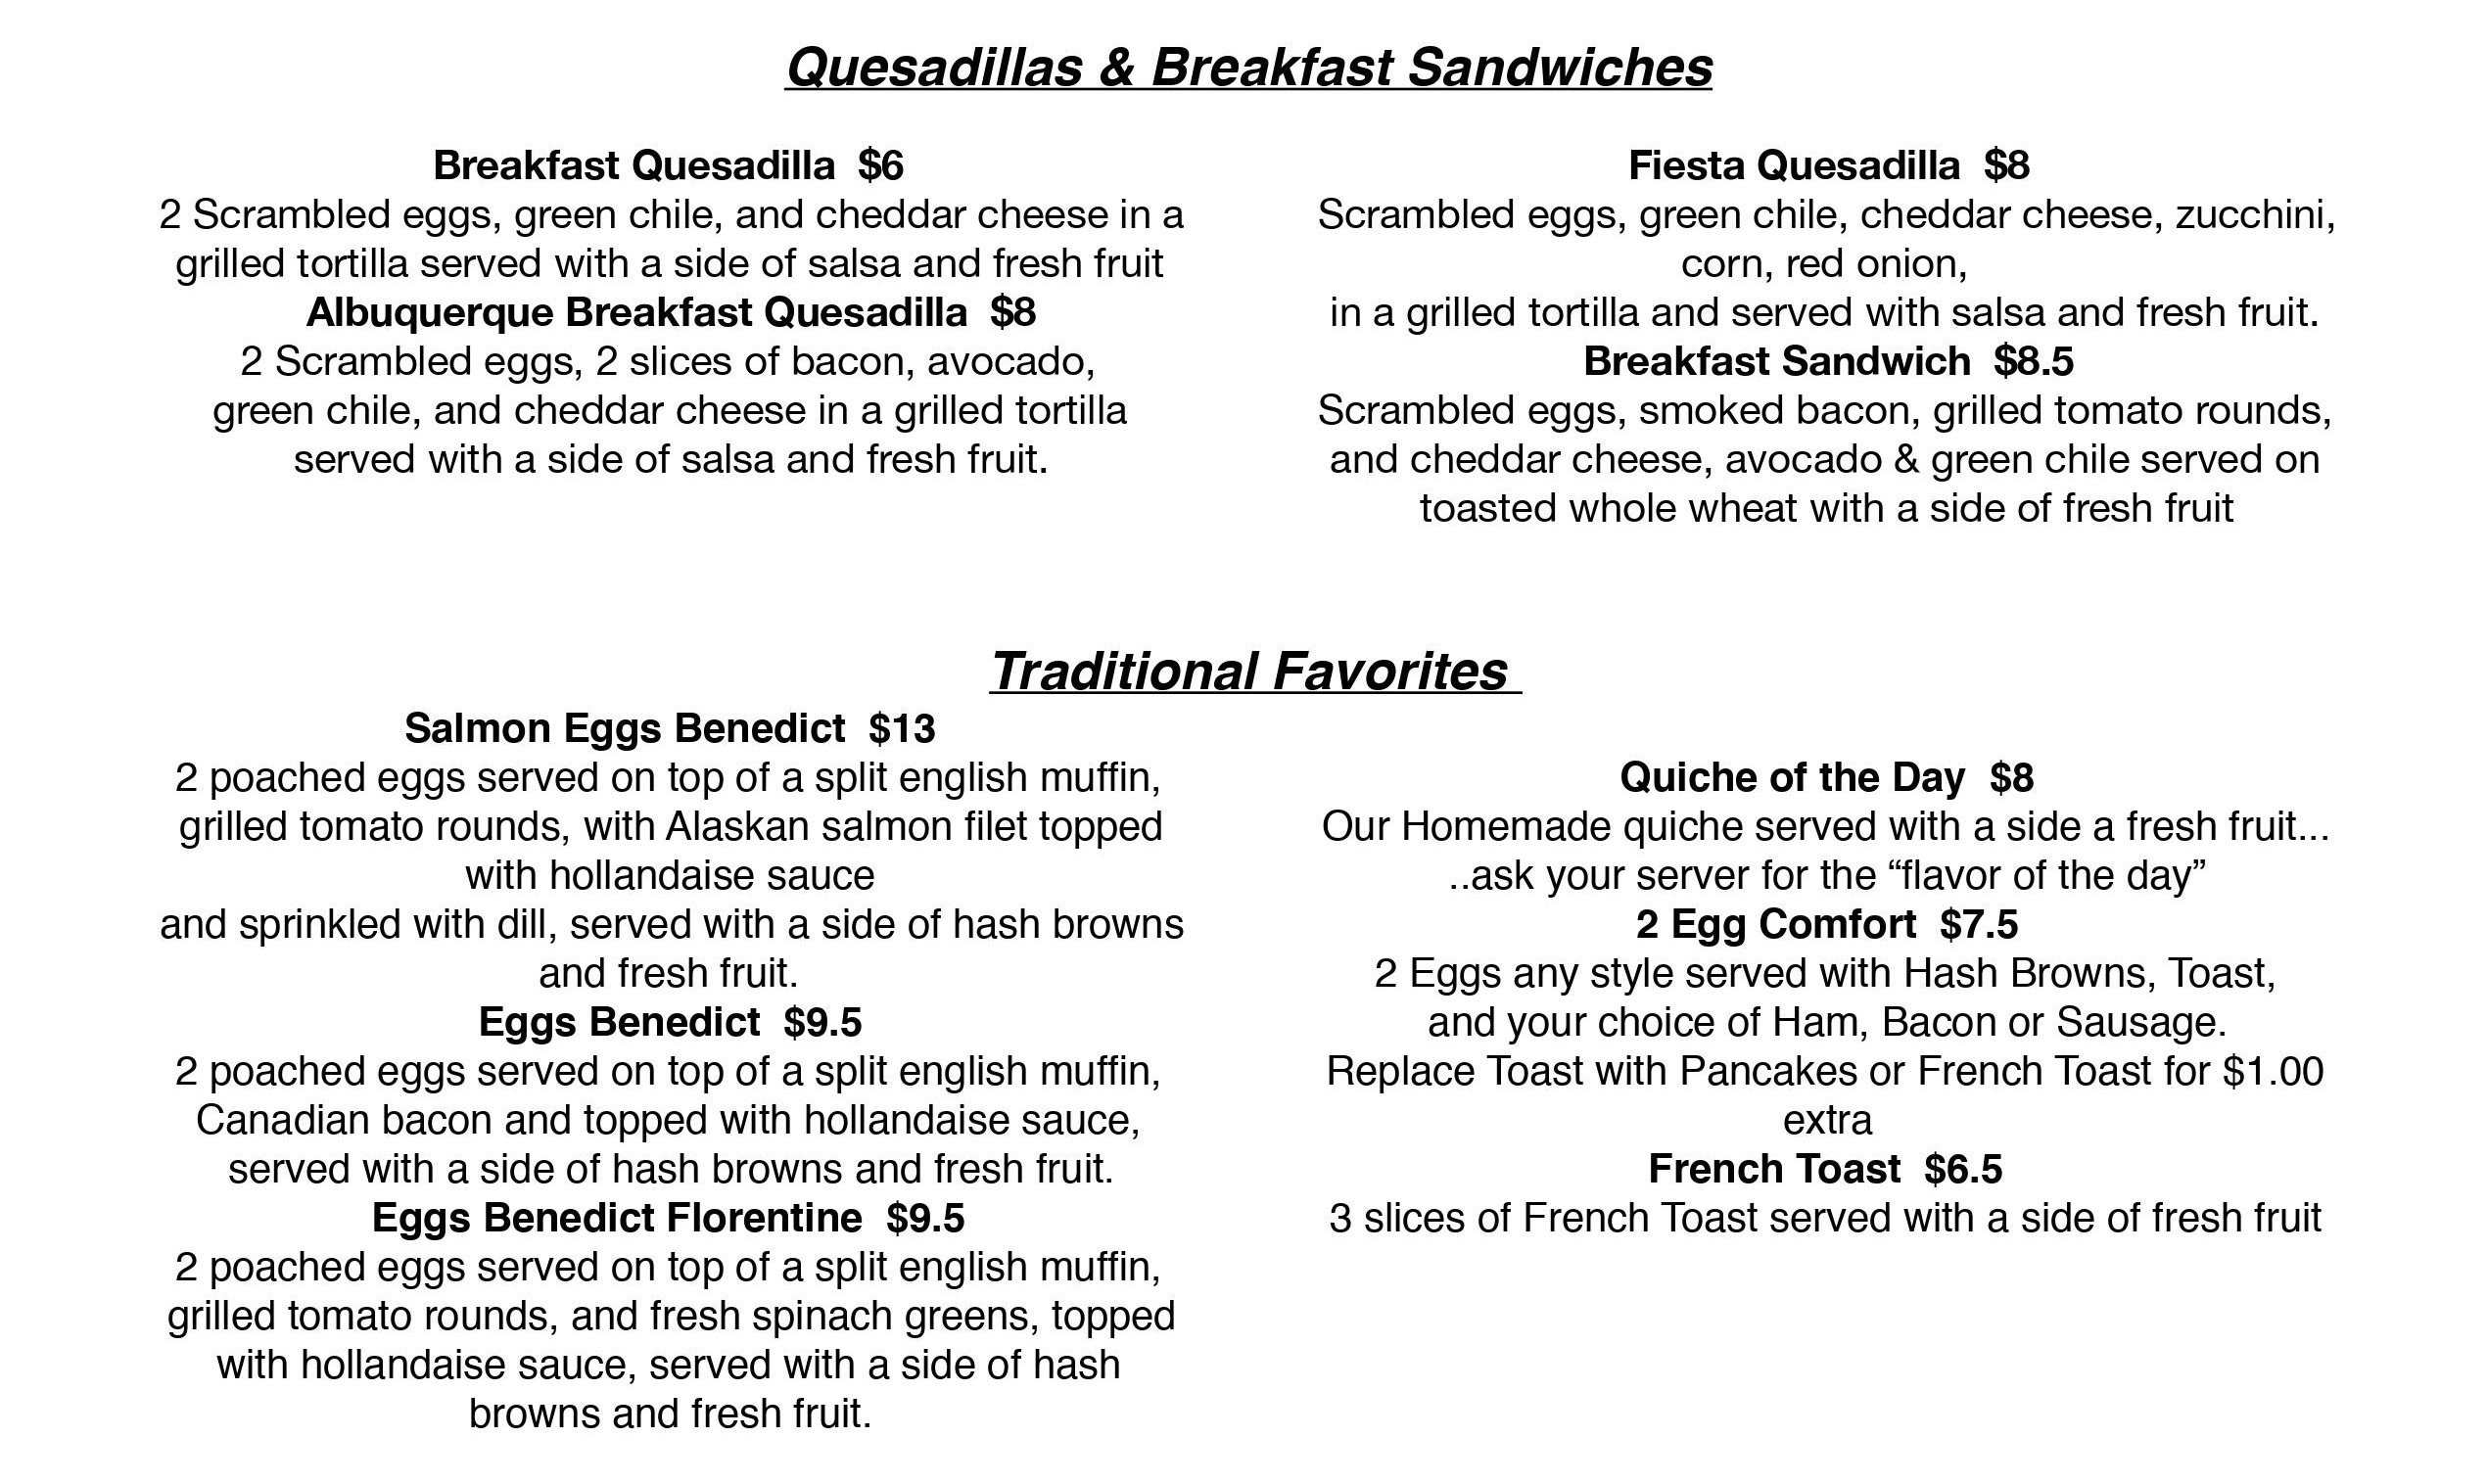 Quesadillas & Breakfast Sandwiches
Breakfast Quesadilla  $6
2 Scrambled eggs, green chile, and cheddar cheese in a
grilled tortilla served with a side of salsa and fresh fruit
Albuquerque Breakfast Quesadilla  $8
2 Scrambled eggs, 2 slices of bacon, avocado,
green chile, and cheddar cheese in a grilled tortilla
served with a side of salsa and fresh fruit.
Fiesta Quesadilla  $8
Scrambled eggs, green chile, cheddar cheese, zucchini,
corn, red onion,
in a grilled tortilla and served with salsa and fresh fruit.
Breakfast Sandwich  $8.5
Scrambled eggs, smoked bacon, grilled tomato rounds,
and cheddar cheese, avocado & green chile served on
toasted whole wheat with a side of fresh fruit
Traditional Favorites
Salmon Eggs Benedict  $13
2 poached eggs served on top of a split english muffin,
grilled tomato rounds, with Alaskan salmon filet topped
with hollandaise sauce
and sprinkled with dill, served with a side of hash browns
and fresh fruit.
Eggs Benedict  $9.5
2 poached eggs served on top of a split english muffin,
Canadian bacon and topped with hollandaise sauce,
served with a side of hash browns and fresh fruit.
Eggs Benedict Florentine  $9.5
2 poached eggs served on top of a split english muffin,
grilled tomato rounds, and fresh spinach greens, topped
with hollandaise sauce, served with a side of hash
browns and fresh fruit.
Quiche of the Day  $8
Our Homemade quiche served with a side a fresh fruit...
..ask your server for the “flavor of the day”
2 Egg Comfort  $7.5
2 Eggs any style served with Hash Browns, Toast,
and your choice of Ham, Bacon or Sausage.
Replace Toast with Pancakes or French Toast for $1.00
extra
French Toast  $6.5
3 slices of French Toast served with a side of fresh fruit